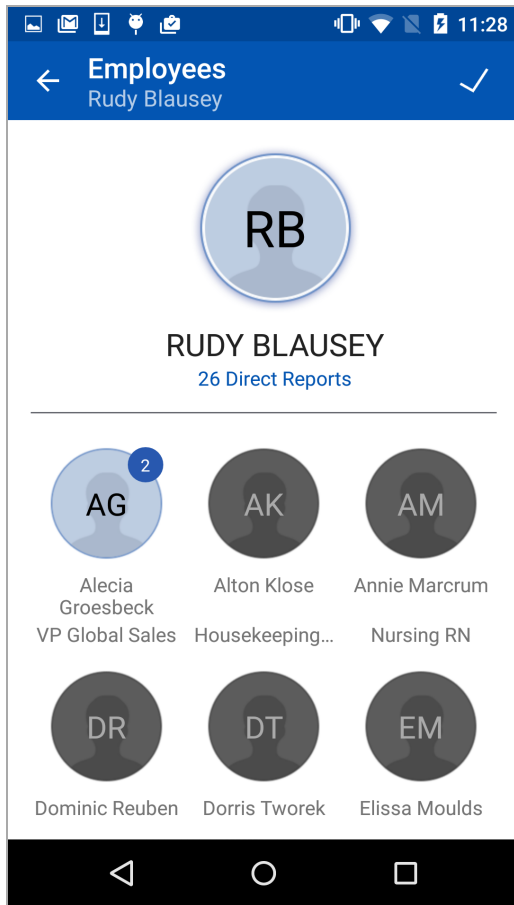 11:28
Employees
Rudy Blausey
RB
RUDY BLAUSEY
26 Direct Reports
2
AG
AK
AM
Alecia
Groesbeck
Alton Klose
Annie Marcrum
VP Global Sales
Housekeeping...
Nursing RN
DR
DT
EM
Dominic Reuben
Dorris Tworek
Elissa Moulds